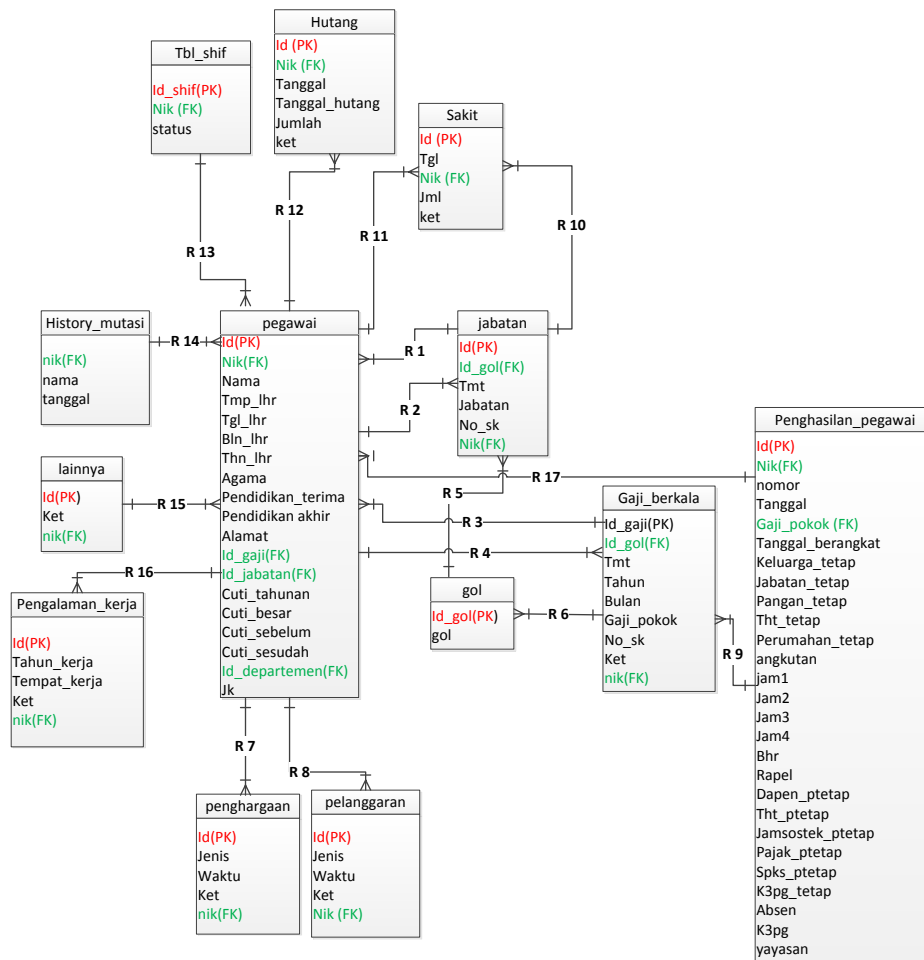 Hutang
Id (PK)
Nik (FK)
Tanggal
Tanggal_hutang
Jumlah
ket
Tbl_shif
Id_shif(PK)
Nik (FK)
status
Sakit
Id (PK)
Tgl
Nik (FK)
Jml
ket
R 12
R 11
R 10
R 13
History_mutasi
nik(FK)
nama
tanggal
R 14
pegawai
Id(PK)
Nik(FK)
Nama
Tmp_lhr
Tgl_lhr
Bln_lhr
Thn_lhr
Agama
Pendidikan_terima
Pendidikan akhir
Alamat
Id_gaji(FK)
Id_jabatan(FK)
Cuti_tahunan
Cuti_besar
Cuti_sebelum
Cuti_sesudah
Id_departemen(FK)
Jk
R 1
R 2
jabatan
Id(PK)
Id_gol(FK)
Tmt
Jabatan
No_sk
Nik(FK)
lainnya
Id(PK)
Ket
nik(FK)
R 15
R 5
R 17
R 3
R 4
Gaji_berkala
Id_gaji(PK)
Id_gol(FK)
Tmt
Tahun
Bulan
Gaji_pokok
No_sk
Ket
nik(FK)
gol
Id_gol(PK)
gol
R 6
R 9
R 16
Pengalaman_kerja
Id(PK)
Tahun_kerja
Tempat_kerja
Ket
nik(FK)
Penghasilan_pegawai
Id(PK)
Nik(FK)
nomor
Tanggal
Gaji_pokok (FK)
Tanggal_berangkat
Keluarga_tetap
Jabatan_tetap
Pangan_tetap
Tht_tetap
Perumahan_tetap
angkutan
jam1
Jam2
Jam3
Jam4
Bhr
Rapel
Dapen_ptetap
Tht_ptetap
Jamsostek_ptetap
Pajak_ptetap
Spks_ptetap
K3pg_tetap
Absen
K3pg
yayasan
R 7
R 8
penghargaan
Id(PK)
Jenis
Waktu
Ket
nik(FK)
pelanggaran
Id(PK)
Jenis
Waktu
Ket
Nik (FK)